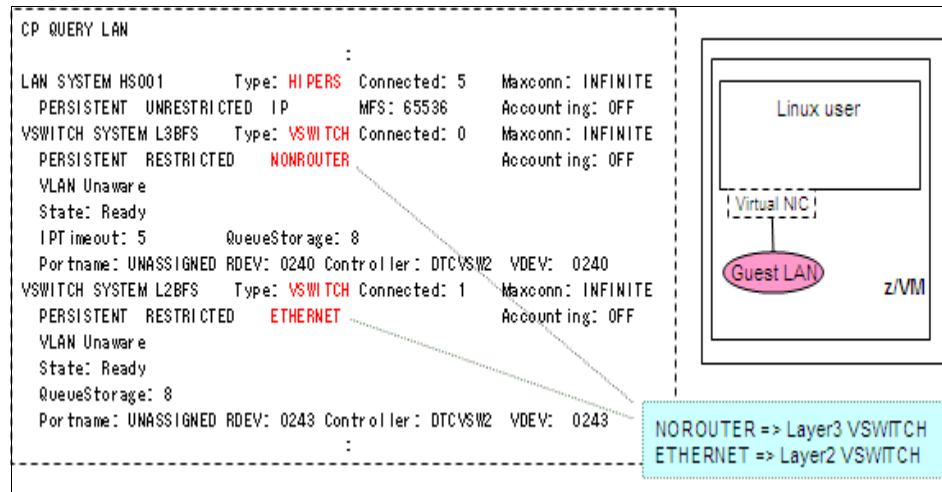 CP QUERY LAN
:
LAN SYSTEM HS001 Type: HIPERS Connected: 5 Maxconn: INFINITE
PERSISTENT UNRESTRICTED IP MFS: 65536 Accounting: OFF
VSWITCH SYSTEM L3BFS Type: VSWITCH Connected: 0 Maxconn: INFINITE
PERSISTENT RESTRICTED NONROUTER Accounting: OFF
VLAN Unaware
State: Ready
IPTimeout: 5 QueueStorage: 8
Portname: UNASSIGNED RDEV: 0240 Controller: DTCVSW2 VDEV: 0240
VSWITCH SYSTEM L2BFS Type: VSWITCH Connected: 1 Maxconn: INFINITE
PERSISTENT RESTRICTED ETHERNET Accounting: OFF
VLAN Unaware
State: Ready
QueueStorage: 8
Portname: UNASSIGNED RDEV: 0243 Controller: DTCVSW2 VDEV: 0243
:
Linux user
Virtual NIC
Guest LAN
z/VM
NOROUTER => Layer3 VSWITCH
ETHERNET => Layer2 VSWITCH